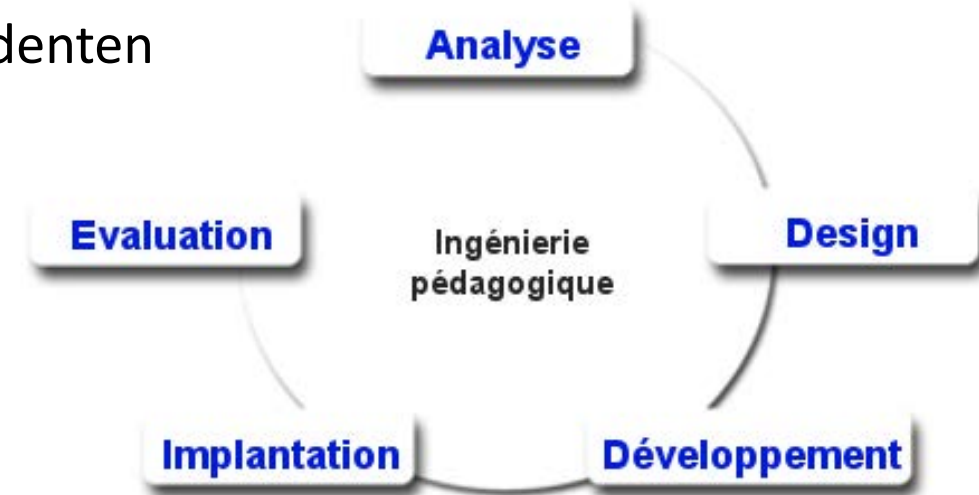 denten
Analyse
Evaluation
Ingénierie
pédagogique
Design
Implantation
Développement